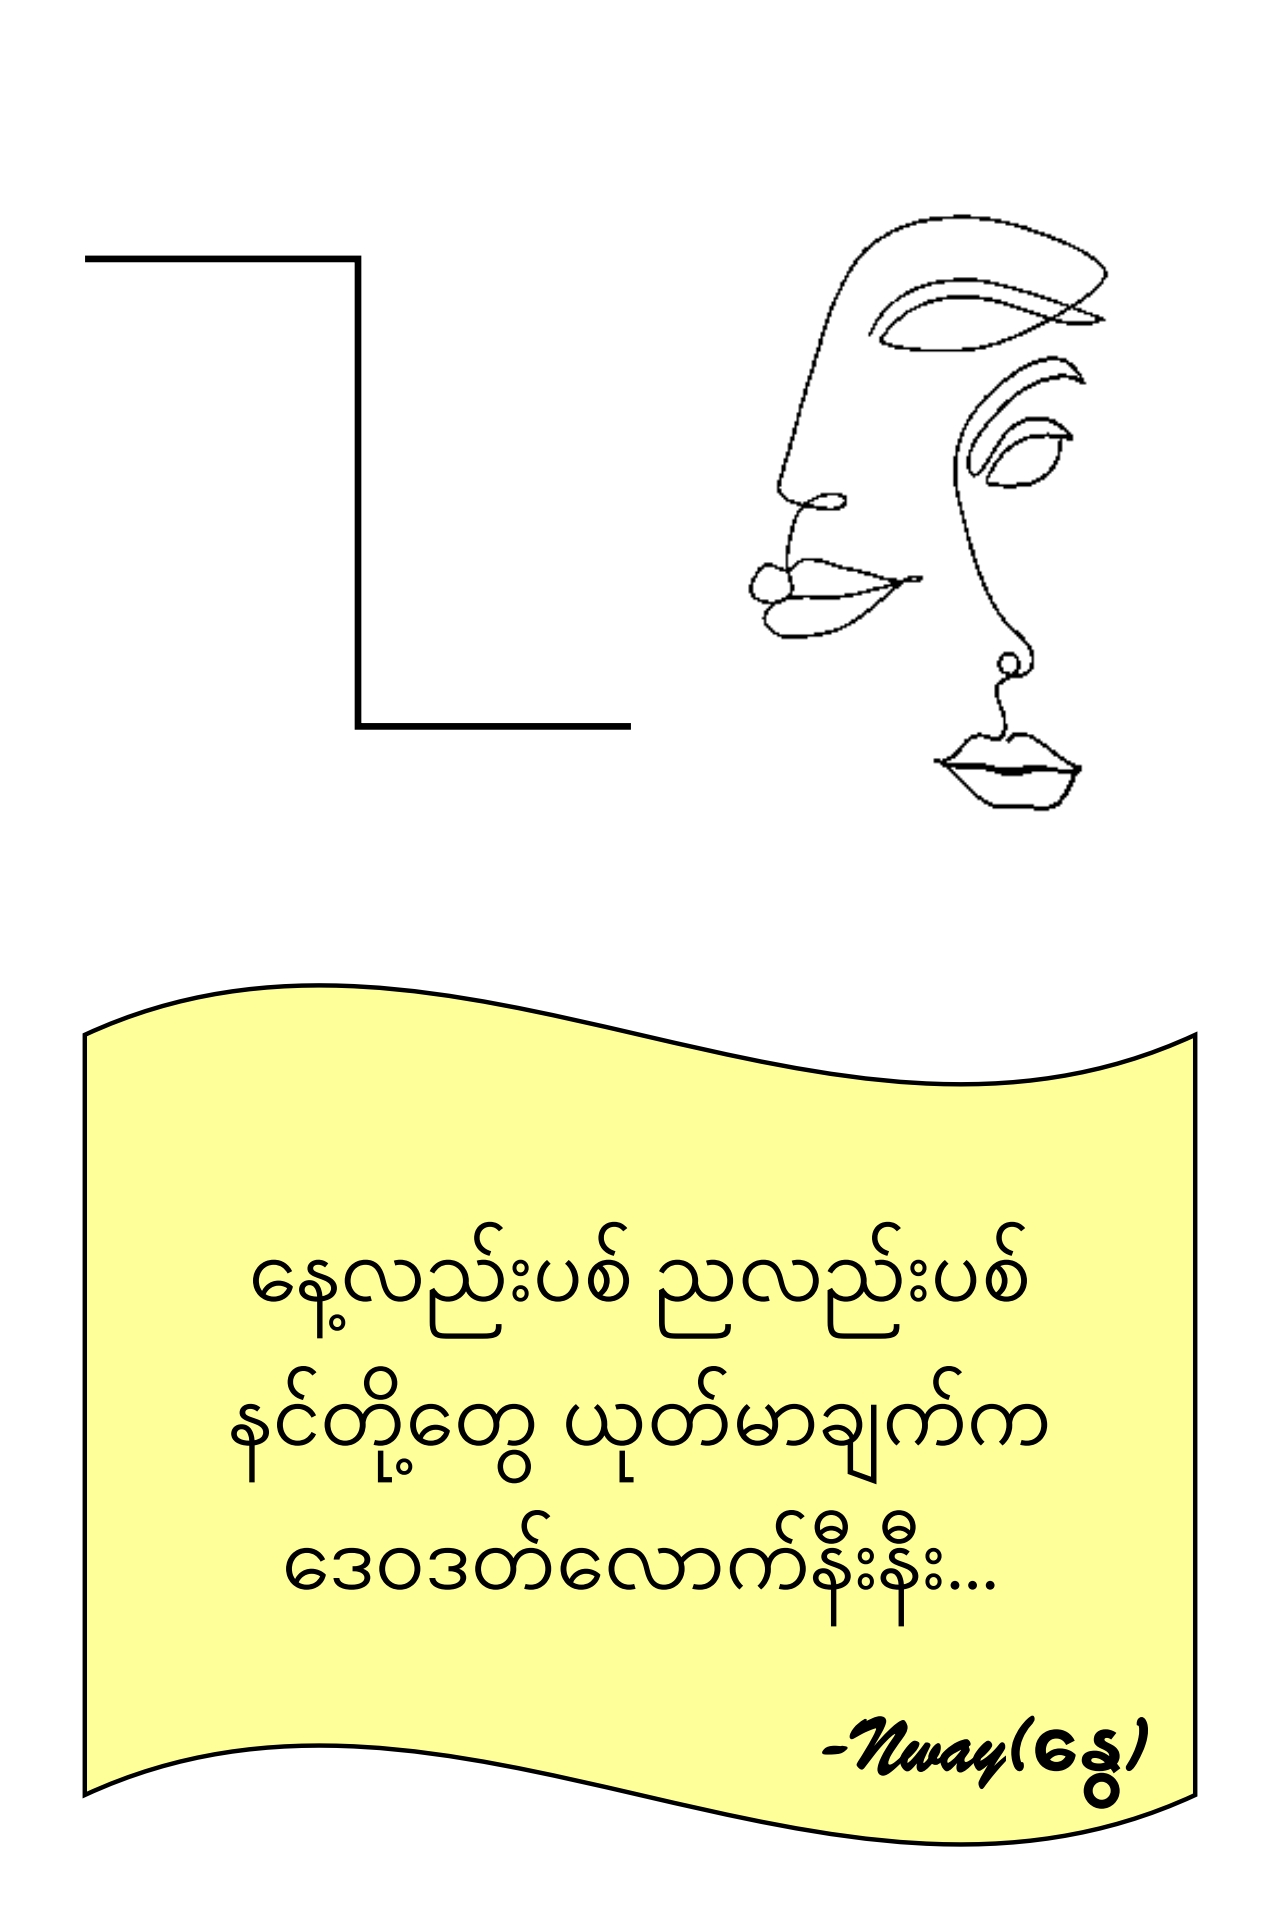 နေ့လည်းပစ် ညလည်းပစ်
နင်တို့တွေ ယုတ်မာချက်က
ဒေဝဒတ်လောက်နီးနီး...
-Nway(နွေ)